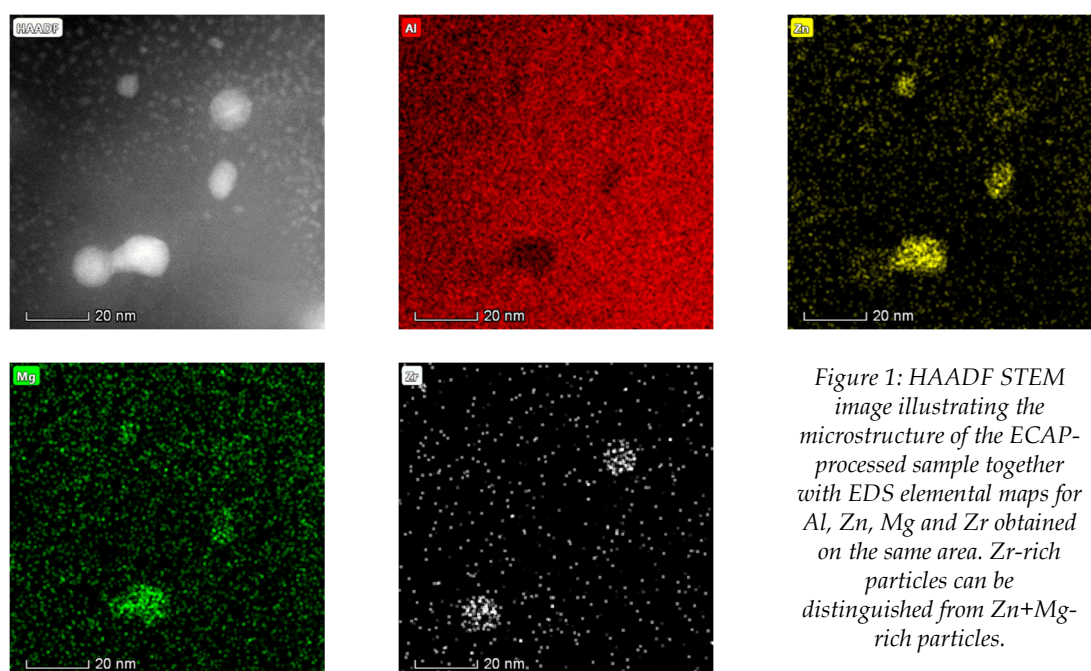 HAADF
Al
Zn
20 nm
20 nm
20 nm
Mg
Zr
20 nm
20 nm
Figure 1: HAADF STEM
image illustrating the
microstructure of the ECAP-
processed sample together
with EDS elemental maps for
Al, Zn, Mg and Zr obtained
on the same area. Zr-rich
particles can be
distinguished from Zn+Mg-
rich particles.